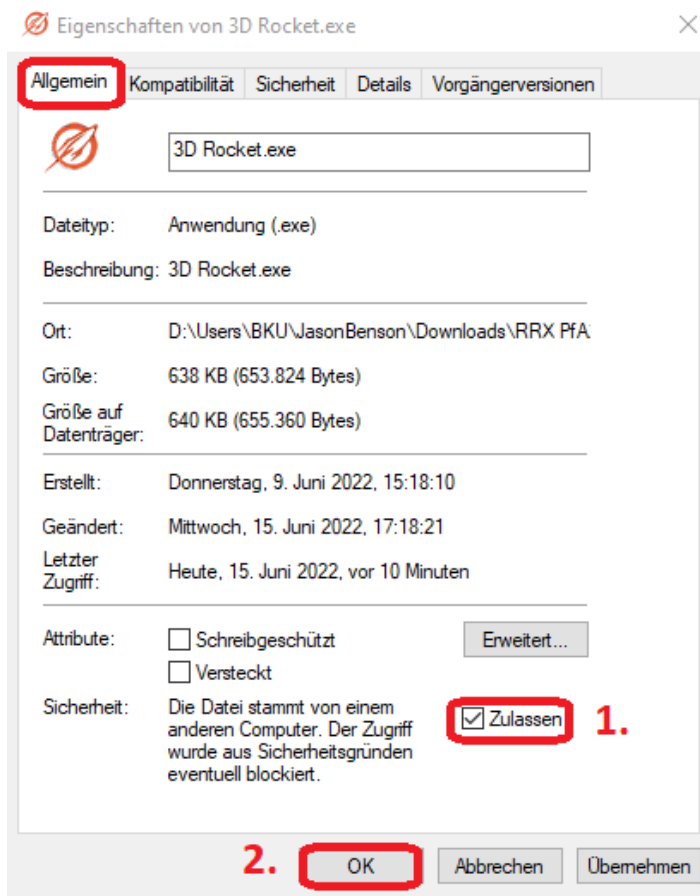 Eigenschaften von 3D Rocket.exe
Allgemein Kompatibilität Sicherheit Details Vorgängerversionen
3D Rocket.exe
Dateityp: Anwendung (.exe)
Beschreibung: 3D Rocket.exe
Ort: D:\Users\BKU\JasonBenson\Downloads\RRX PfA
Größe: 638 KB (653.824 Bytes)
Größe auf
Datenträger: 640 KB (655.360 Bytes)
Erstellt: Donnerstag, 9. Juni 2022, 15:18:10
Geändert: Mittwoch, 15. Juni 2022, 17:18:21
Letzter
Zugriff: Heute, 15. Juni 2022, vor 10 Minuten
Attribute: Schreibgeschützt Erweitert...
Versteckt
Sicherheit: Die Datei stammt von einem
anderen Computer. Der Zugriff
wurde aus Sicherheitsgründen
eventuell blockiert.
Zulassen 1.
2. OK Abbrechen Übernehmen